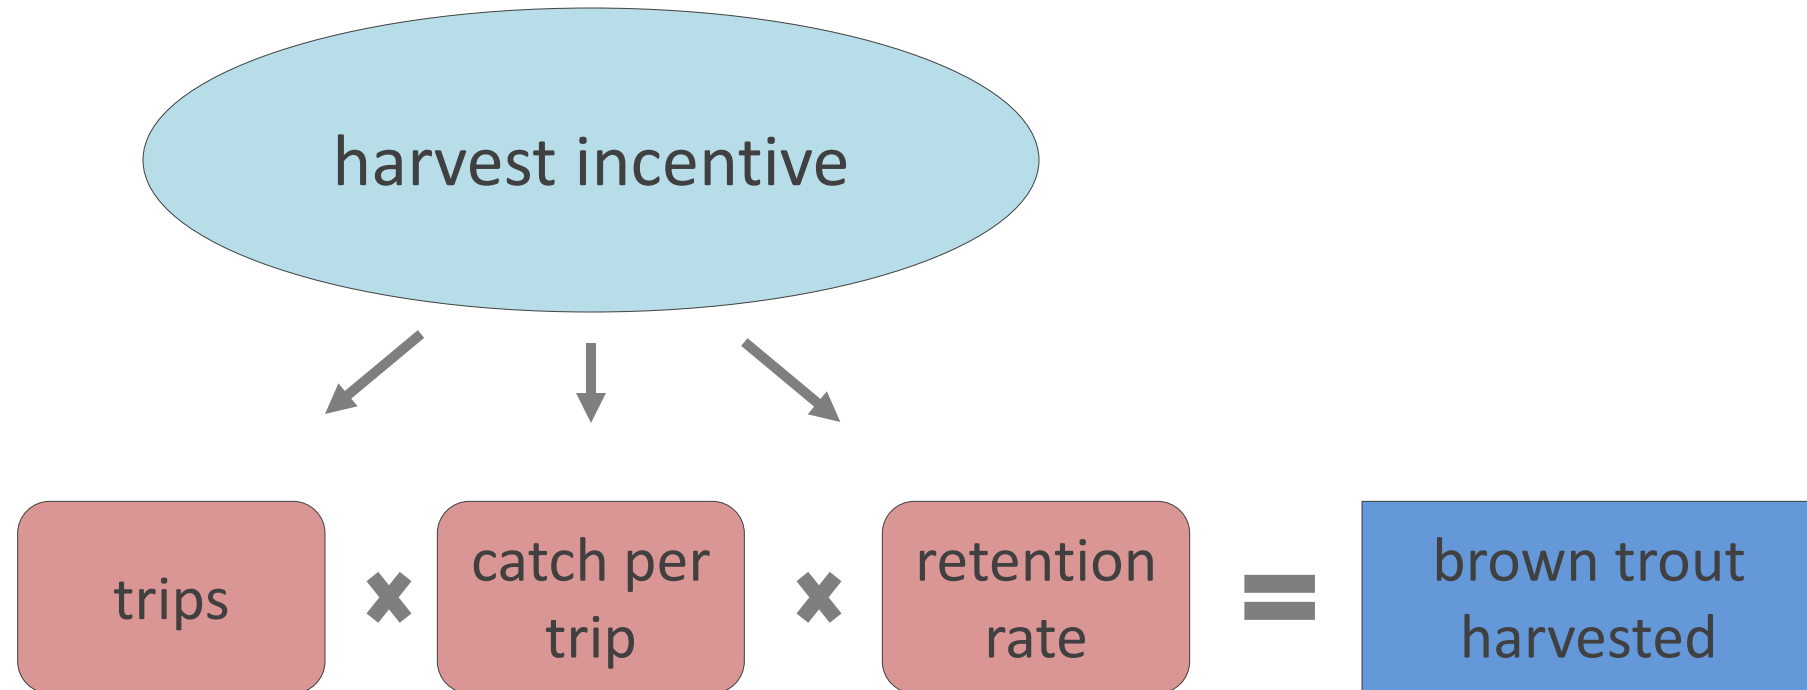 harvest incentive
trips
catch per
trip
retention
rate
brown trout
harvested